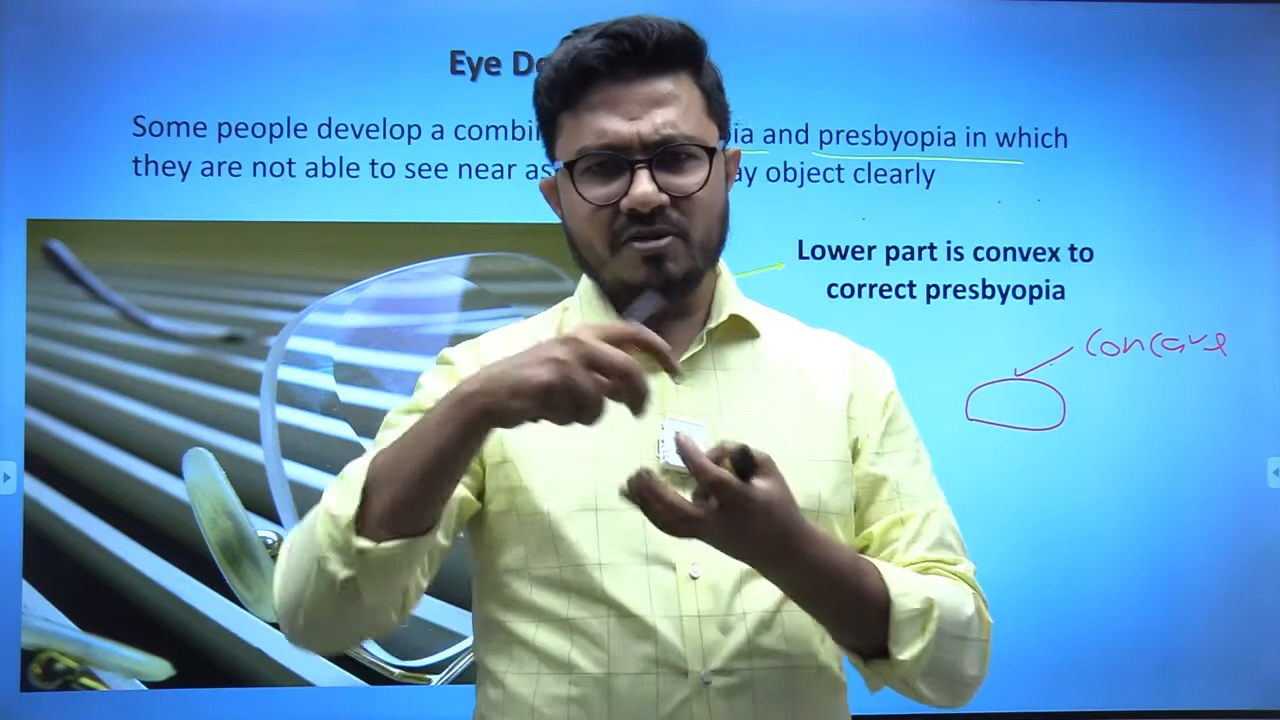 Eye De
Some people develop a combi ia and presbyopia in which
they are not able to see near as ay object clearly
Lower part is convex to
correct presbyopia
concave